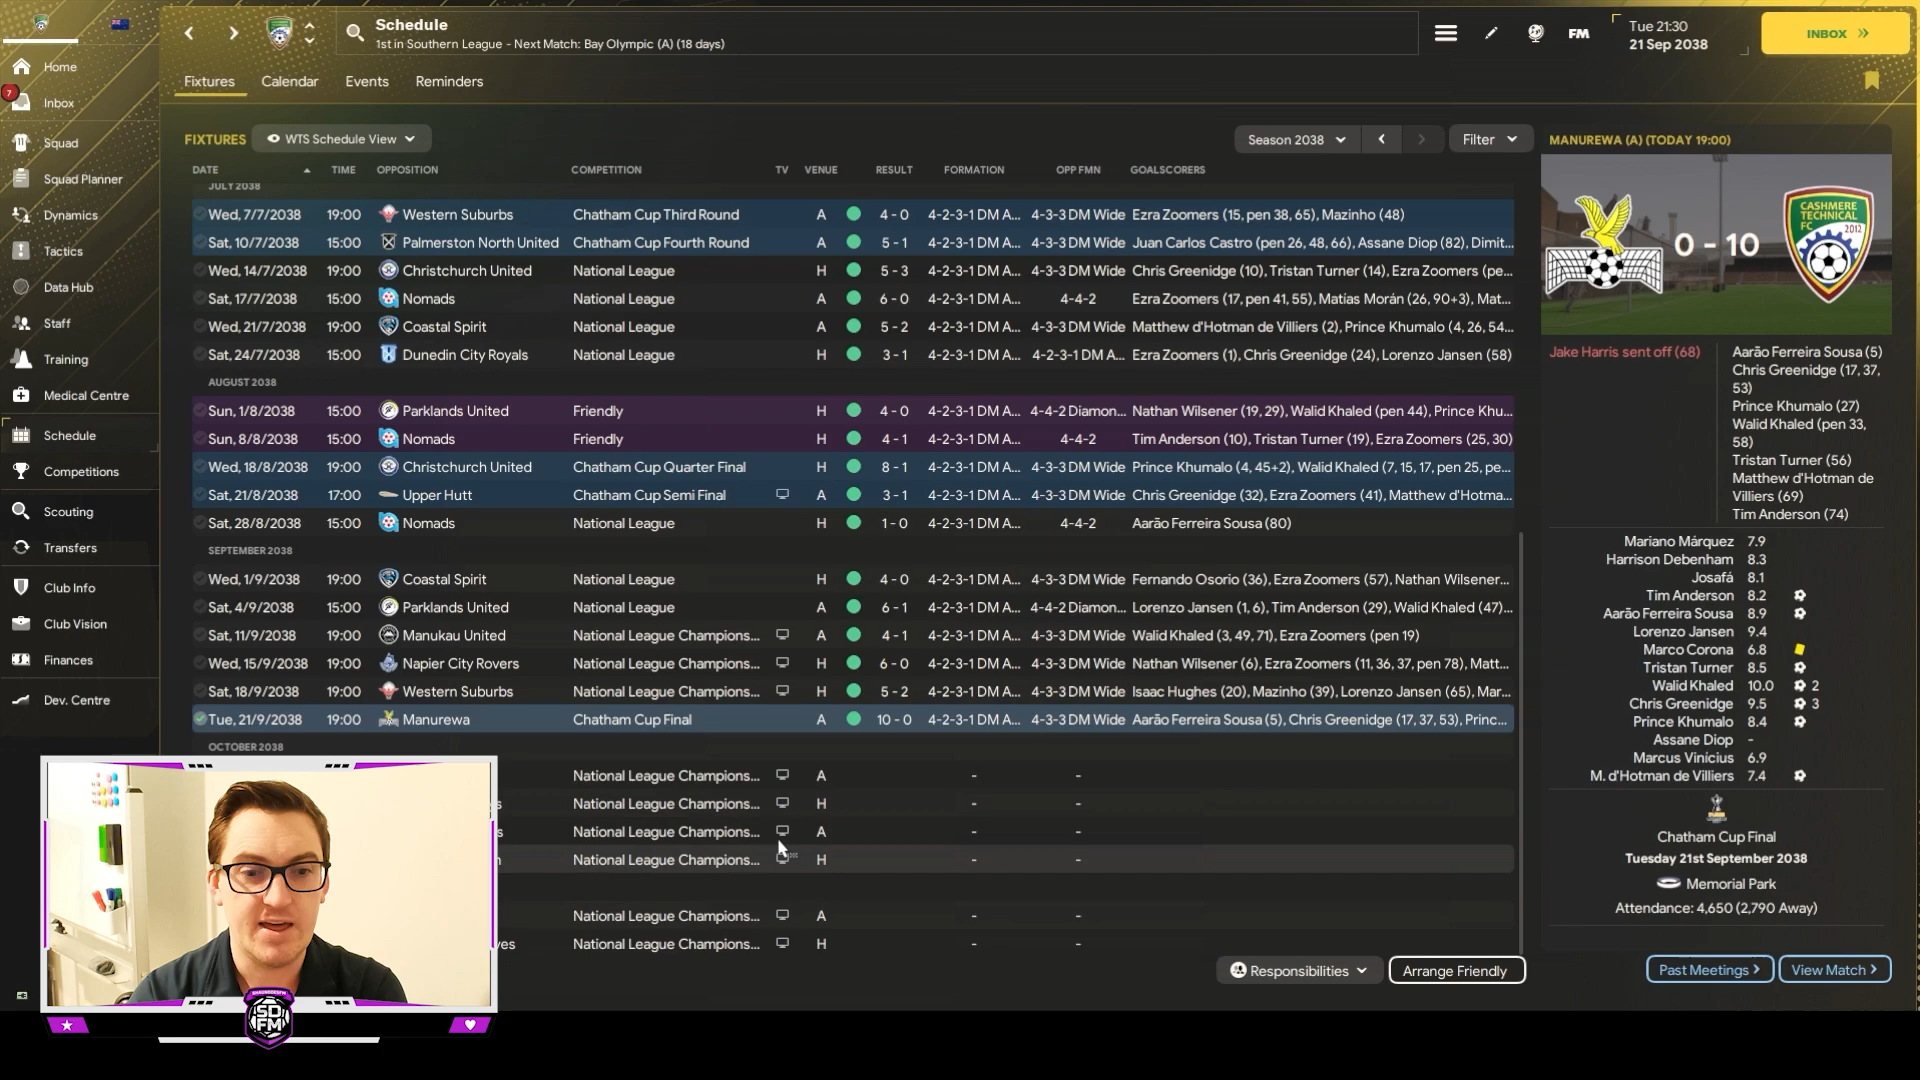 Schedule
1st in Southern League - Next Match: Bay Olympic (A) (18 days)
FM
Tue 21:30
21 Sep 2038
INBOX
Home
7
Inbox
Squad
Squad Planner
Dynamics
Tactics
Data Hub
Staff
Training
Medical Centre
Schedule
Competitions
Scouting
Transfers
Club Info
Club Vision
Finances
Dev. Centre
Fixtures Calendar Events Reminders
FIXTURES WTS Schedule View Season 2038 Filter
DATE TIME OPPOSITION COMPETITION TV VENUE RESULT FORMATION OPP FMN GOALSCORERS
JULY 2038
Wed, 7/7/2038 19:00 Western Suburbs Chatham Cup Third Round A 4 - 0 4-2-3-1 DM A... 4-3-3 DM Wide Ezra Zoomers (15, pen 38, 65), Mazinho (48)
Sat, 10/7/2038 15:00 Palmerston North United Chatham Cup Fourth Round A 5 - 1 4-2-3-1 DM A... 4-3-3 DM Wide Juan Carlos Castro (pen 26, 48, 66), Assane Diop (82), Dimit...
Wed, 14/7/2038 19:00 Christchurch United National League H 5 - 3 4-2-3-1 DM A... 4-3-3 DM Wide Chris Greenidge (10), Tristan Turner (14), Ezra Zoomers (pe...
Sat, 17/7/2038 15:00 Nomads National League A 6 - 0 4-2-3-1 DM A... 4-4-2 Ezra Zoomers (17, pen 41, 55), Matías Morán (26, 90+3), Mat...
Wed, 21/7/2038 19:00 Coastal Spirit National League A 5 - 2 4-2-3-1 DM A... 4-3-3 DM Wide Matthew d'Hotman de Villiers (2), Prince Khumalo (4, 26, 54...
Sat, 24/7/2038 15:00 Dunedin City Royals National League H 3 - 1 4-2-3-1 DM A... 4-2-3-1 DM A... Ezra Zoomers (1), Chris Greenidge (24), Lorenzo Jansen (58)
AUGUST 2038
Sun, 1/8/2038 15:00 Parklands United Friendly H 4 - 0 4-2-3-1 DM A... 4-4-2 Diamon... Nathan Wilsener (19, 29), Walid Khaled (pen 44), Prince Khu...
Sun, 8/8/2038 15:00 Nomads Friendly H 4 - 1 4-2-3-1 DM A... 4-4-2 Tim Anderson (10), Tristan Turner (19), Ezra Zoomers (25, 30)
Wed, 18/8/2038 19:00 Christchurch United Chatham Cup Quarter Final H 8 - 1 4-2-3-1 DM A... 4-3-3 DM Wide Prince Khumalo (4, 45+2), Walid Khaled (7, 15, 17, pen 25, pe...
Sat, 21/8/2038 17:00 Upper Hutt Chatham Cup Semi Final A 3 - 1 4-2-3-1 DM A... 4-3-3 DM Wide Chris Greenidge (32), Ezra Zoomers (41), Matthew d'Hotma...
Sat, 28/8/2038 15:00 Nomads National League H 1 - 0 4-2-3-1 DM A... 4-4-2 Aarão Ferreira Sousa (80)
SEPTEMBER 2038
Wed, 1/9/2038 19:00 Coastal Spirit National League H 4 - 0 4-2-3-1 DM A... 4-3-3 DM Wide Fernando Osorio (36), Ezra Zoomers (57), Nathan Wilsener...
Sat, 4/9/2038 15:00 Parklands United National League A 6 - 1 4-2-3-1 DM A... 4-4-2 Diamon... Lorenzo Jansen (1, 6), Tim Anderson (29), Walid Khaled (47)...
Sat, 11/9/2038 19:00 Manukau United National League Champions... A 4 - 1 4-2-3-1 DM A... 4-3-3 DM Wide Walid Khaled (3, 49, 71), Ezra Zoomers (pen 19)
Wed, 15/9/2038 19:00 Napier City Rovers National League Champions... H 6 - 0 4-2-3-1 DM A... 4-3-3 DM Wide Nathan Wilsener (6), Ezra Zoomers (11, 36, 37, pen 78), Matt...
Sat, 18/9/2038 19:00 Western Suburbs National League Champions... H 5 - 2 4-2-3-1 DM A... 4-3-3 DM Wide Isaac Hughes (20), Mazinho (39), Lorenzo Jansen (65), Mar...
Tue, 21/9/2038 19:00 Manurewa Chatham Cup Final A 10 - 0 4-2-3-1 DM A... 4-3-3 DM Wide Aarão Ferreira Sousa (5), Chris Greenidge (17, 37, 53), Princ...
OCTOBER 2038
National League Champions... A - -
s National League Champions... H - -
s National League Champions... A - -
n National League Champions... H - -
National League Champions... A - -
ves National League Champions... H - -
Responsibilities Arrange Friendly
MANUREWA (A) (TODAY 19:00)
0 - 10
CASHMERE
TECHNICAL
FC 2012
Jake Harris sent off (68)
Aarão Ferreira Sousa (5)
Chris Greenidge (17, 37,
53)
Prince Khumalo (27)
Walid Khaled (pen 33,
58)
Tristan Turner (56)
Matthew d'Hotman de
Villiers (69)
Tim Anderson (74)
Mariano Márquez 7.9
Harrison Debenham 8.3
Josafá 8.1
Tim Anderson 8.2
Aarão Ferreira Sousa 8.9
Lorenzo Jansen 9.4
Marco Corona 6.8
Tristan Turner 8.5
Walid Khaled 10.0 2
Chris Greenidge 9.5 3
Prince Khumalo 8.4
Assane Diop -
Marcus Vinícius 6.9
M. d'Hotman de Villiers 7.4
Chatham Cup Final
Tuesday 21st September 2038
Memorial Park
Attendance: 4,650 (2,790 Away)
Past Meetings View Match
SD
FM